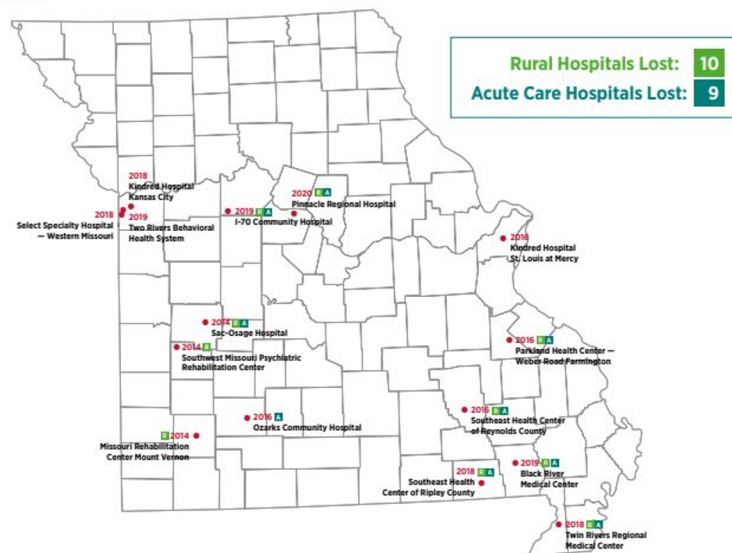 Rural Hospitals Lost: 10
Acute Care Hospitals Lost: 9
2018
Kindred Hospital
Kansas City
2018
Select Specialty Hospital
— Western Missouri
2019
Two Rivers Behavioral
Health System
2019 R A
I-70 Community Hospital
2020 R A
Pinnacle Regional Hospital
2016
Kindred Hospital
St. Louis at Mercy
2014 R A
Sac-Osage Hospital
2014 R
Southwest Missouri Psychiatric
Rehabilitation Center
2016 R A
Parkland Health Center —
Weber Road Farmington
2016 A
Ozarks Community Hospital
2016 R A
Southeast Health Center
of Reynolds County
R 2014
Missouri Rehabilitation
Center Mount Vernon
2018 R A
Southeast Health
Center of Ripley County
2019 R A
Black River
Medical Center
2018 R A
Twin Rivers Regional
Medical Center